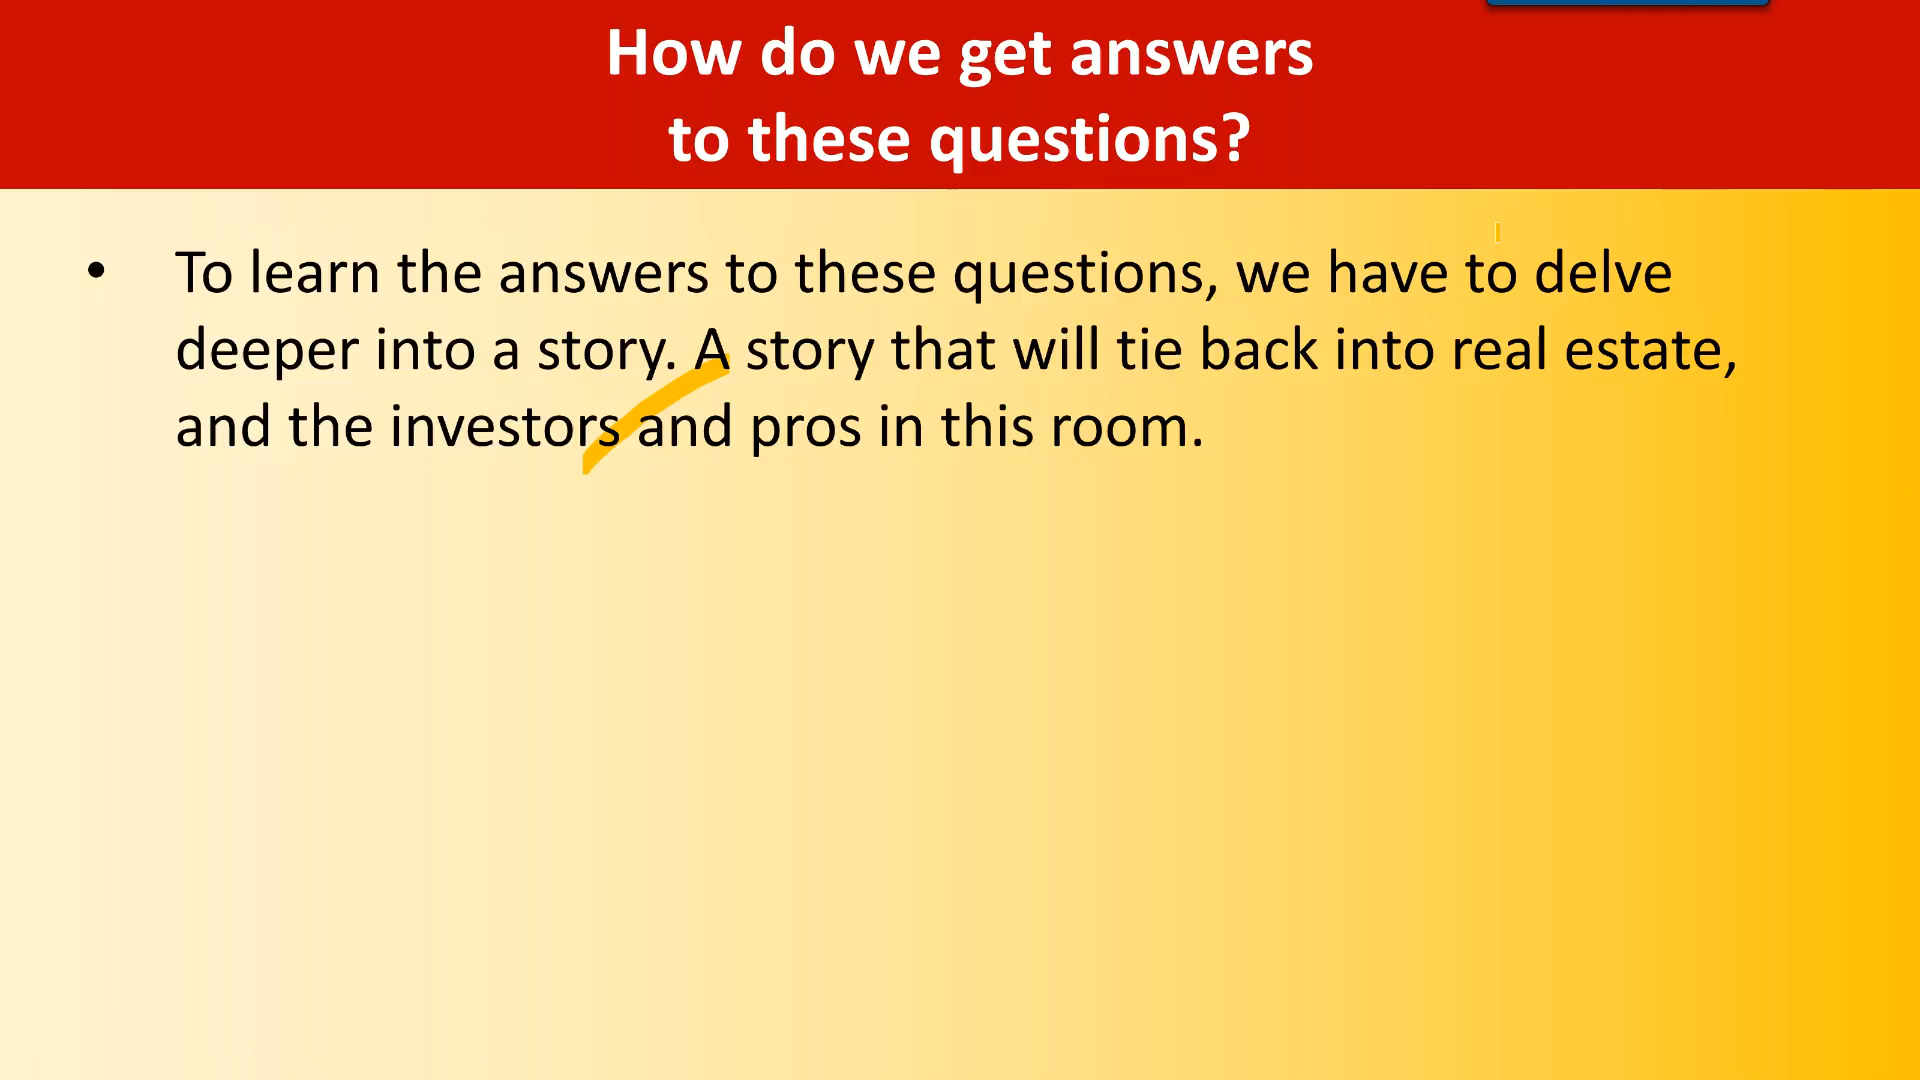 How do we get answers
to these questions?
• To learn the answers to these questions, we have to delve
deeper into a story. A story that will tie back into real estate,
and the investors and pros in this room.